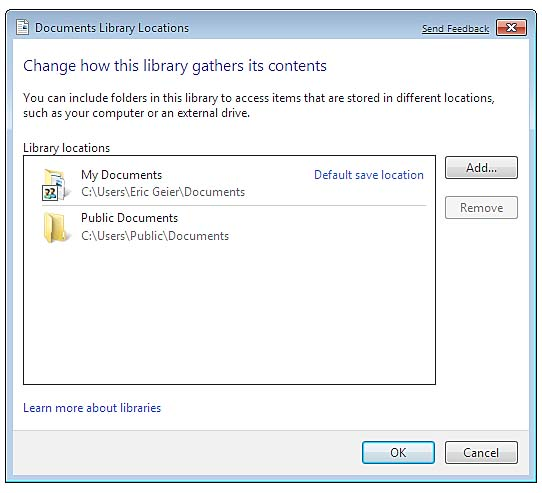 Documents Library Locations
Send Feedback
Change how this library gathers its contents
You can include folders in this library to access items that are stored in different locations,
such as your computer or an external drive.
Library locations
My Documents
Default save location
C:\Users\Eric Geier\Documents
Public Documents
C:\Users\Public\Documents
Add...
Remove
Learn more about libraries
OK
Cancel